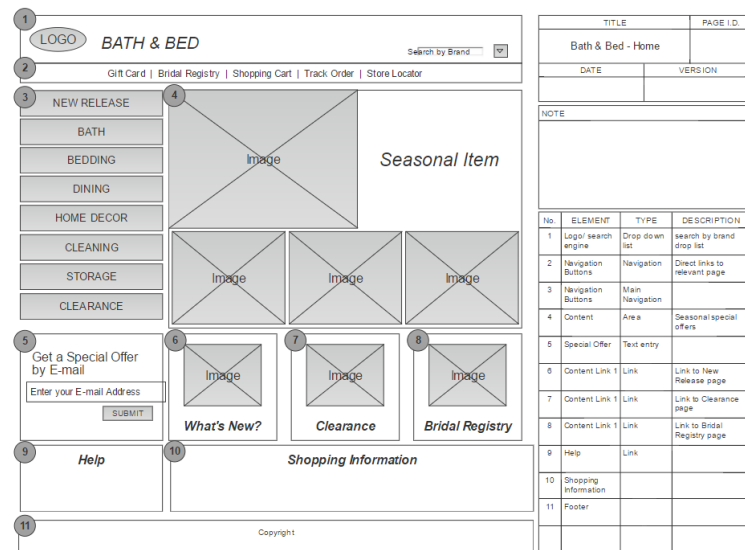 1
LOGO
BATH & BED
Search by Brand
2
Gift Card | Bridal Registry | Shopping Cart | Track Order | Store Locator
3
NEW RELEASE
BATH
BEDDING
DINING
HOME DECOR
CLEANING
STORAGE
CLEARANCE
4
Image
Seasonal Item
Image
Image
Image
5
Get a Special Offer
by E-mail
Enter your E-mail Address
SUBMIT
6
Image
What's New?
7
Image
Clearance
8
Image
Bridal Registry
9
Help
10
Shopping Information
11
Copyright
TITLE PAGE I.D.
Bath & Bed - Home
DATE VERSION
NOTE
No. ELEMENT TYPE DESCRIPTION
1 Logo/ search Drop down search by brand
engine list drop list
2 Navigation Navigation Direct links to
Buttons relevant page
3 Navigation Main
Buttons Navigation
4 Content Area Seasonal special
offers
5 Special Offer Text entry
6 Content Link 1 Link Link to New
Release page
7 Content Link 1 Link Link to Clearance
page
8 Content Link 1 Link Link to Bridal
Registry page
9 Help Link
10 Shopping
Information
11 Footer